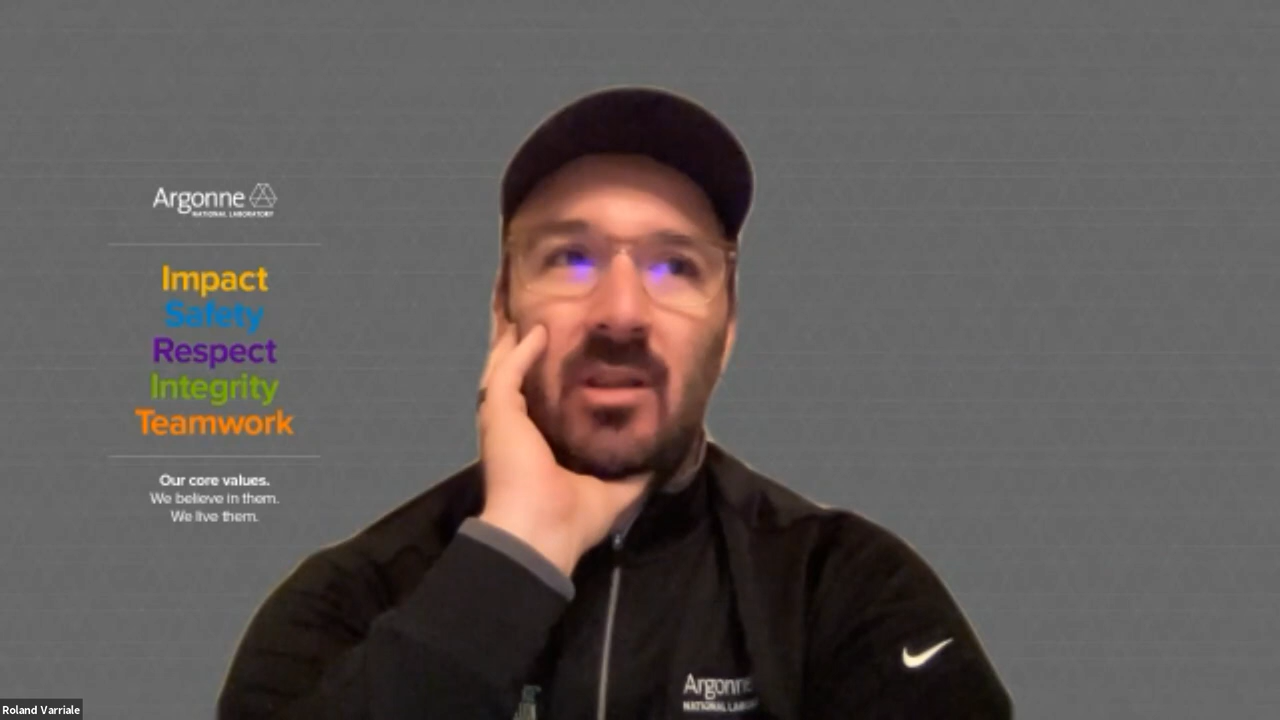 Argonne
NATIONAL LABORATORY
Impact
Safety
Respect
Integrity
Teamwork
Our core values.
We believe in them.
We live them.
Argonne
NATIONAL
Roland Varriale